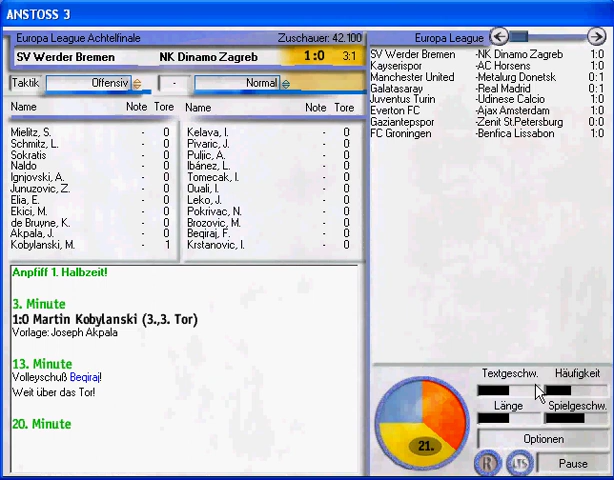 ANSTOSS 3
Europa League Achtelfinale Zuschauer: 42.100
SV Werder Bremen NK Dinamo Zagreb 1:0 3:1
Taktik Offensiv - Normal
Name Note Tore Name Note Tore
Mielitz, S. - 0 Kelava, I. - 0
Schmitz, L. - 0 Pivaric, J. - 0
Sokratis - 0 Puljic, A. - 0
Naldo - 0 Ibánez, L. - 0
Ignjovski, A. - 0 Tomecak, I. - 0
Junuzovic, Z. - 0 Ouali, I. - 0
Elia, E. - 0 Leko, J. - 0
Ekici, M. - 0 Pokrivac, N. - 0
de Bruyne, K. - 0 Brozovic, M. - 0
Akpala, J. - 0 Beqiraj, F. - 0
Kobylanski, M. - 1 Krstanovic, I. - 0
Anpfiff 1. Halbzeit!
3. Minute
1:0 Martin Kobylanski (3.,3. Tor)
Vorlage: Joseph Akpala
13. Minute
Volleyschuß Beqiraj!
Weit über das Tor!
20. Minute
Europa League
SV Werder Bremen -NK Dinamo Zagreb 1:0
Kayserispor -AC Horsens 1:0
Manchester United -Metalurg Donetsk 0:1
Galatasaray -Real Madrid 0:1
Juventus Turin -Udinese Calcio 1:0
Everton FC -Ajax Amsterdam 1:0
Gaziantepspor -Zenit St.Petersburg 0:0
FC Groningen -Benfica Lissabon 1:0
Textgeschw. Häufigkeit
Länge Spielgeschw.
21.
Optionen
R LTS Pause